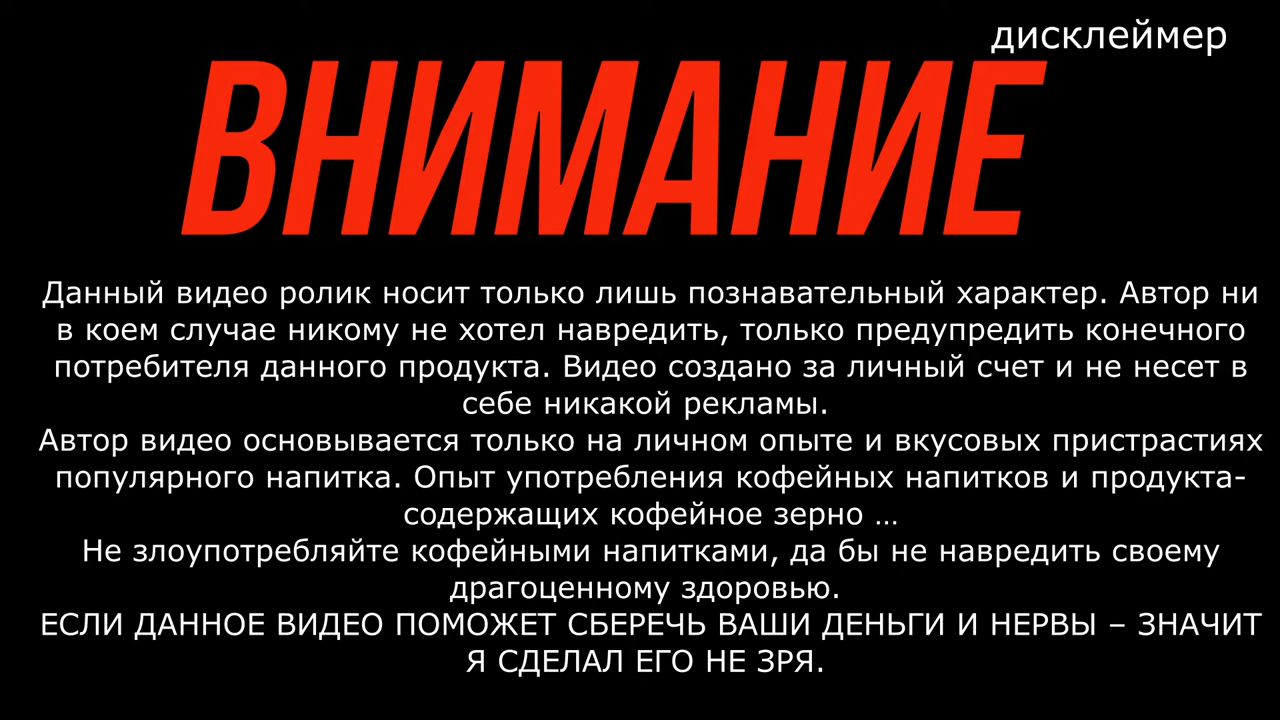 дисклеймер
ВНИМАНИЕ
Данный видео ролик носит только лишь познавательный характер. Автор ни
в коем случае никому не хотел навредить, только предупредить конечного
потребителя данного продукта. Видео создано за личный счет и не несет в
себе никакой рекламы.
Автор видео основывается только на личном опыте и вкусовых пристрастиях
популярного напитка. Опыт употребления кофейных напитков и продукта-
содержащих кофейное зерно ...
Не злоупотребляйте кофейными напитками, да бы не навредить своему
драгоценному здоровью.
ЕСЛИ ДАННОЕ ВИДЕО ПОМОЖЕТ СБЕРЕЧЬ ВАШИ ДЕНЬГИ И НЕРВЫ – ЗНАЧИТ
Я СДЕЛАЛ ЕГО НЕ ЗРЯ.